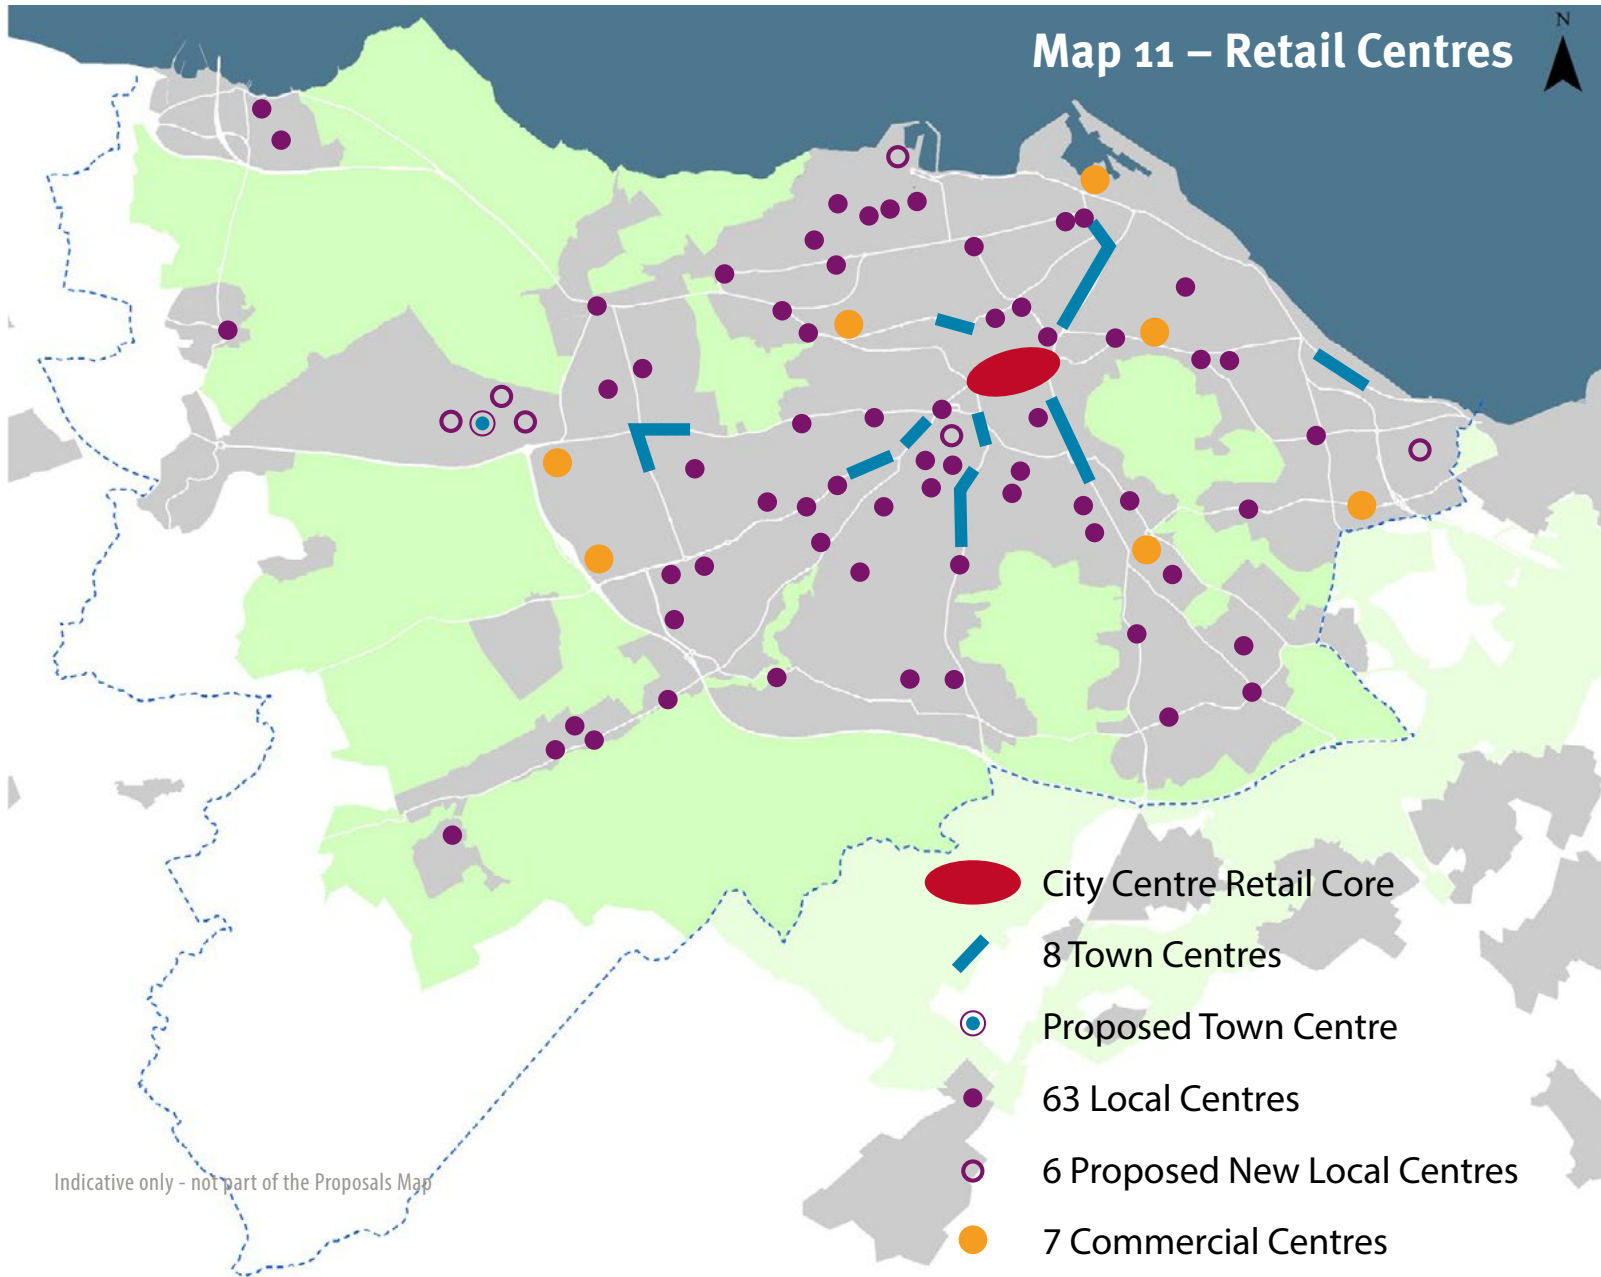 Map 11 – Retail Centres
N
City Centre Retail Core
8 Town Centres
Proposed Town Centre
63 Local Centres
6 Proposed New Local Centres
7 Commercial Centres
Indicative only - not part of the Proposals Map